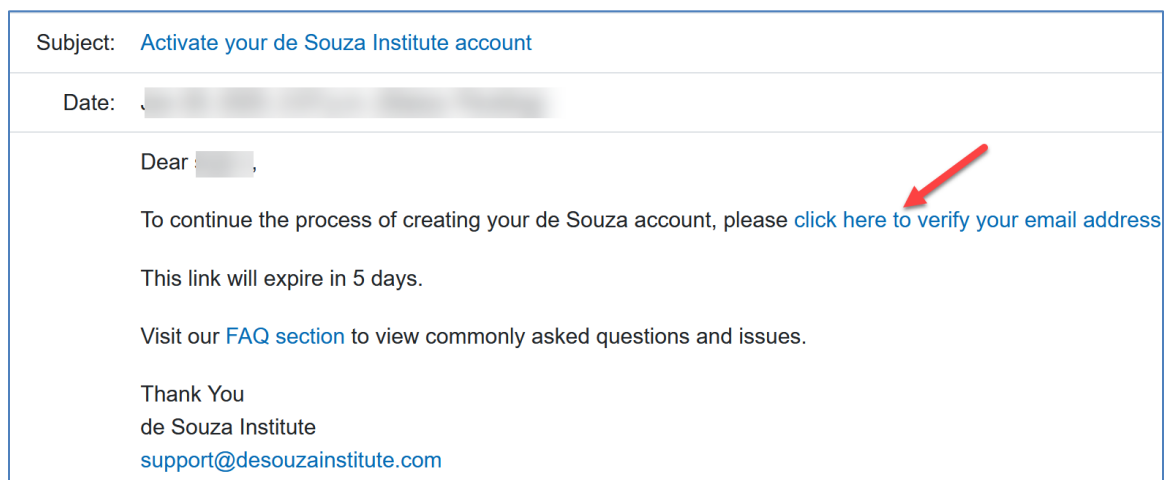 Subject: Activate your de Souza Institute account
Date:
Dear ,
To continue the process of creating your de Souza account, please click here to verify your email address
This link will expire in 5 days.
Visit our FAQ section to view commonly asked questions and issues.
Thank You
de Souza Institute
support@desouzainstitute.com